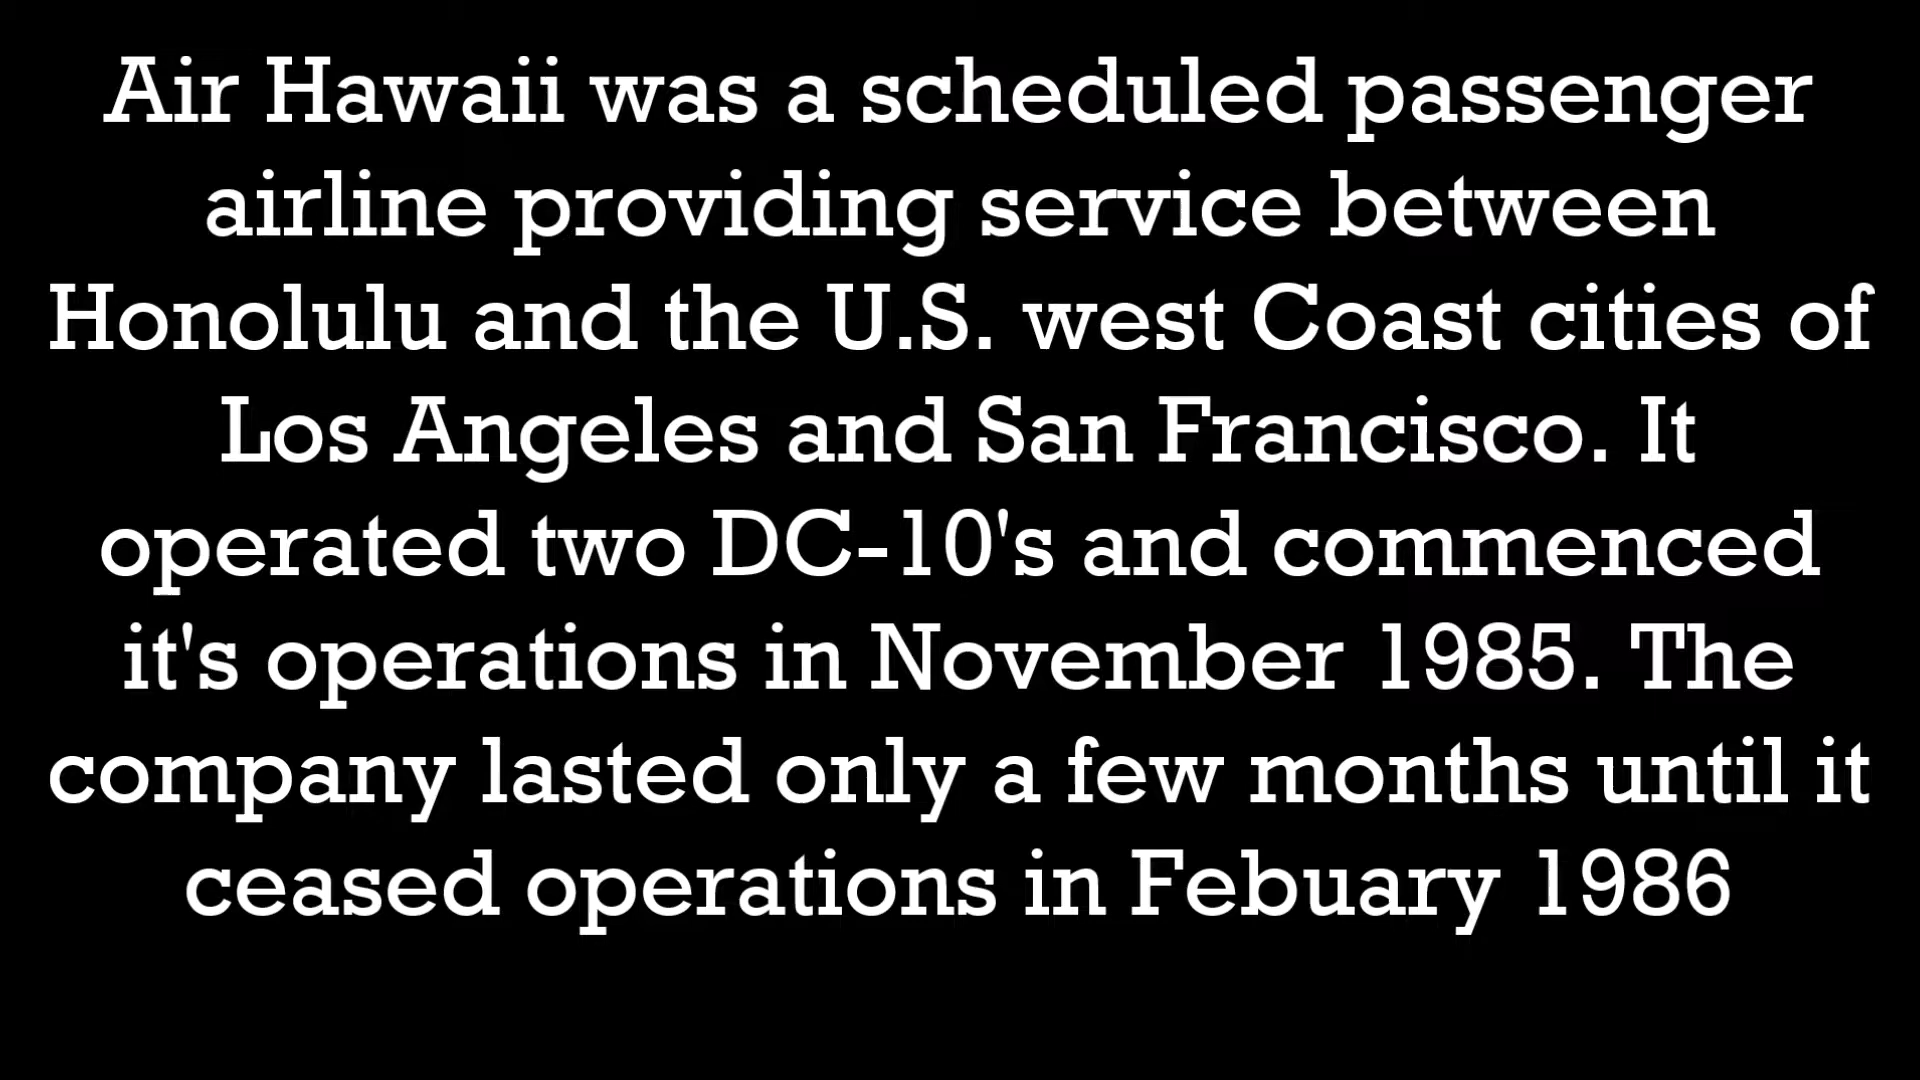 Air Hawaii was a scheduled passenger
airline providing service between
Honolulu and the U.S. west Coast cities of
Los Angeles and San Francisco. It
operated two DC-10's and commenced
it's operations in November 1985. The
company lasted only a few months until it
ceased operations in Febuary 1986